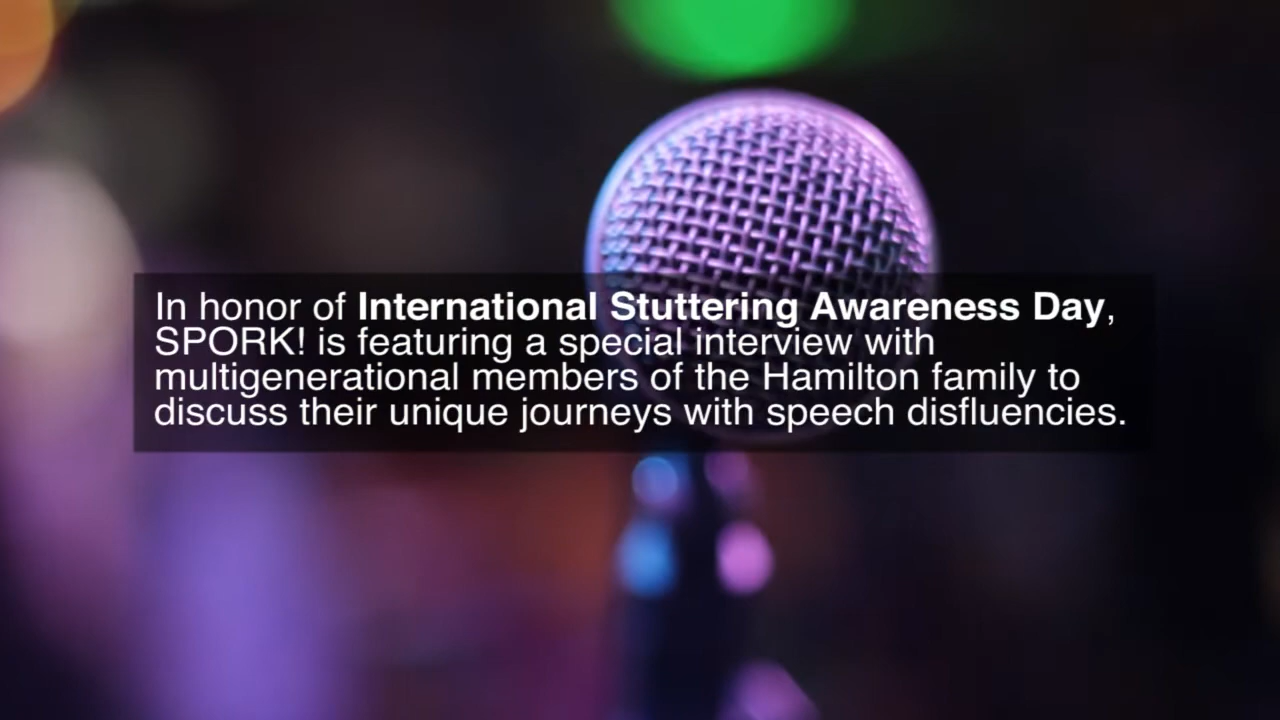 In honor of International Stuttering Awareness Day,
SPORK! is featuring a special interview with
multigenerational members of the Hamilton family to
discuss their unique journeys with speech disfluencies.